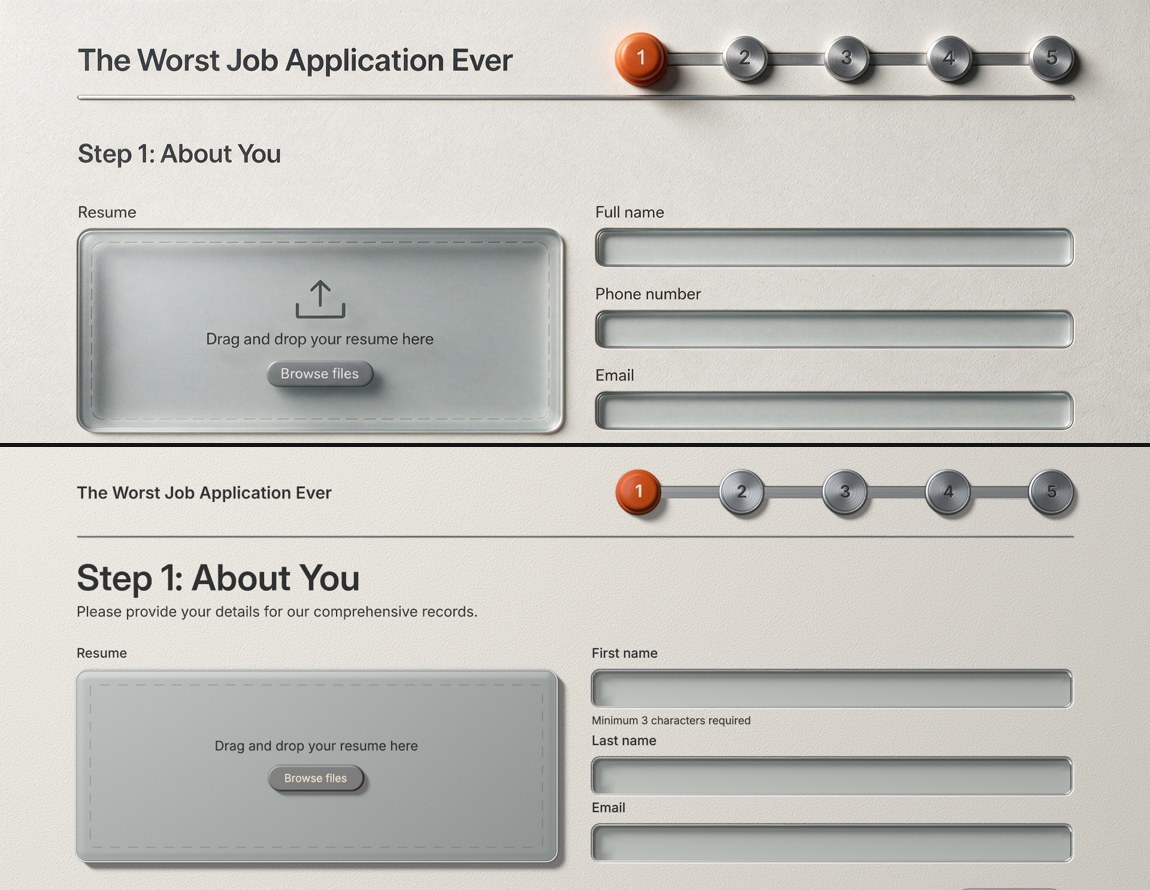 The Worst Job Application Ever
1 2 3 4 5
Step 1: About You
Resume
Drag and drop your resume here
Browse files
Full name
Phone number
Email
The Worst Job Application Ever
1 2 3 4 5
Step 1: About You
Please provide your details for our comprehensive records.
Resume
Drag and drop your resume here
Browse files
First name
Minimum 3 characters required
Last name
Email